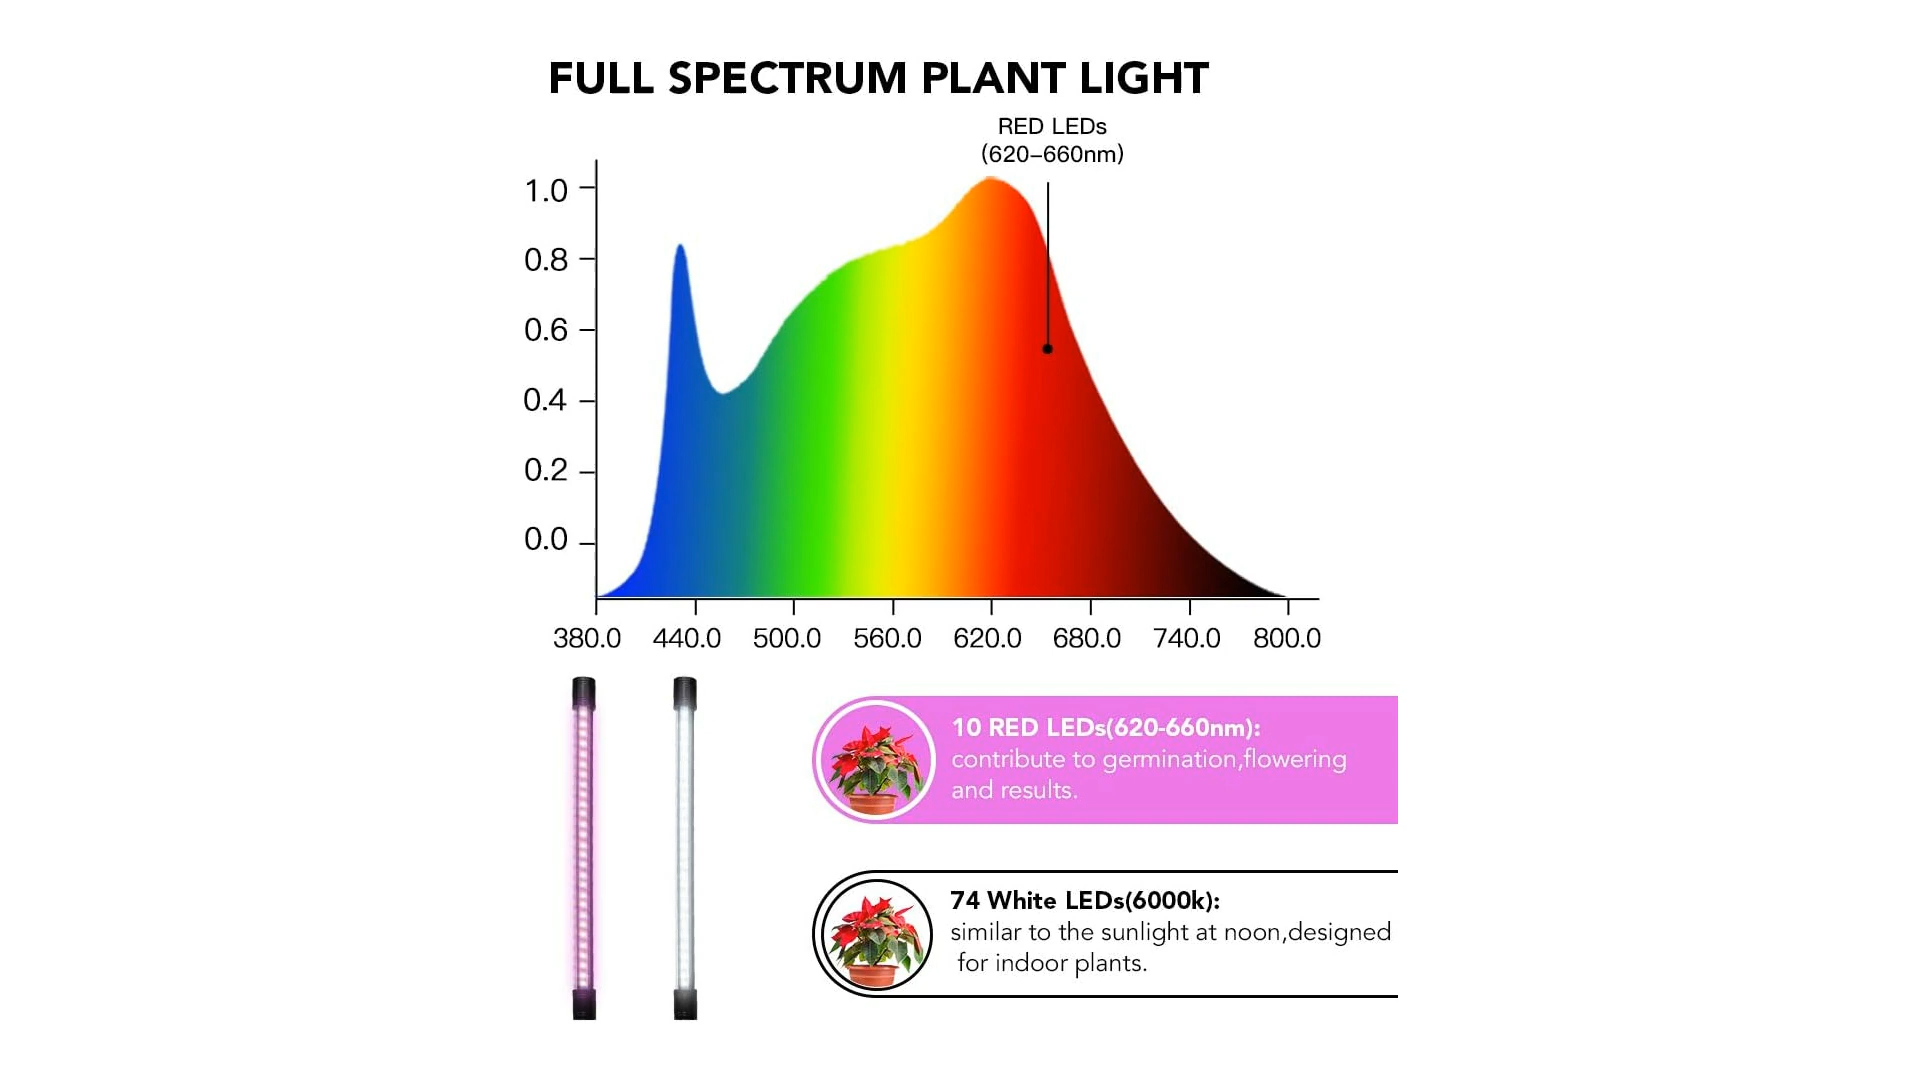 FULL SPECTRUM PLANT LIGHT
RED LEDs
(620–660nm)
1.0
0.8
0.6
0.4
0.2
0.0
380.0 440.0 500.0 560.0 620.0 680.0 740.0 800.0
10 RED LEDs(620-660nm):
contribute to germination,flowering
and results.
74 White LEDs(6000k):
similar to the sunlight at noon,designed
for indoor plants.